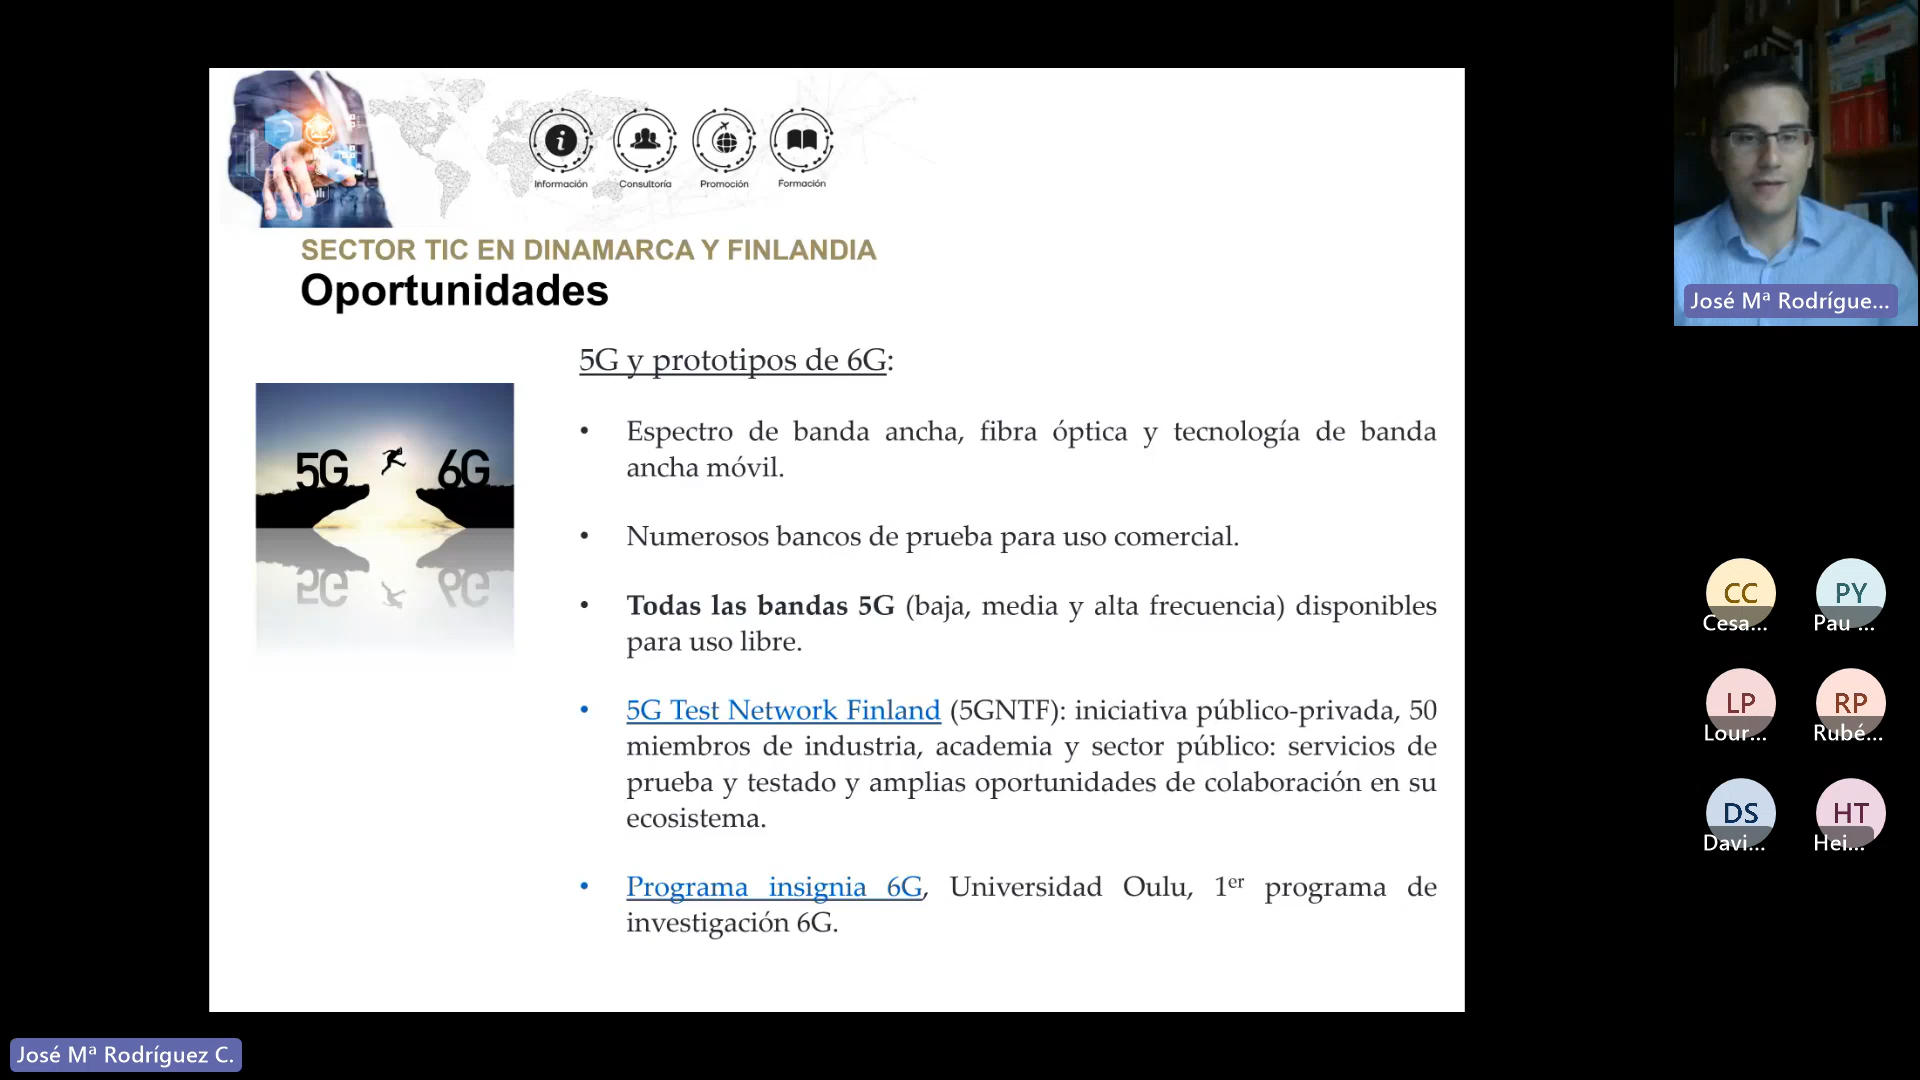 Información
Consultoría
Promoción
Formación
SECTOR TIC EN DINAMARCA Y FINLANDIA
Oportunidades
5G
6G
5G y prototipos de 6G:
• Espectro de banda ancha, fibra óptica y tecnología de banda
ancha móvil.
• Numerosos bancos de prueba para uso comercial.
• Todas las bandas 5G (baja, media y alta frecuencia) disponibles
para uso libre.
• 5G Test Network Finland (5GNTF): iniciativa público-privada, 50
miembros de industria, academia y sector público: servicios de
prueba y testado y amplias oportunidades de colaboración en su
ecosistema.
• Programa insignia 6G, Universidad Oulu, 1er programa de
investigación 6G.
José Mª Rodrígue...
CC
Cesa...
PY
Pau ...
LP
Lour...
RP
Rubé...
DS
Davi...
HT
Hei...
José Mª Rodríguez C.